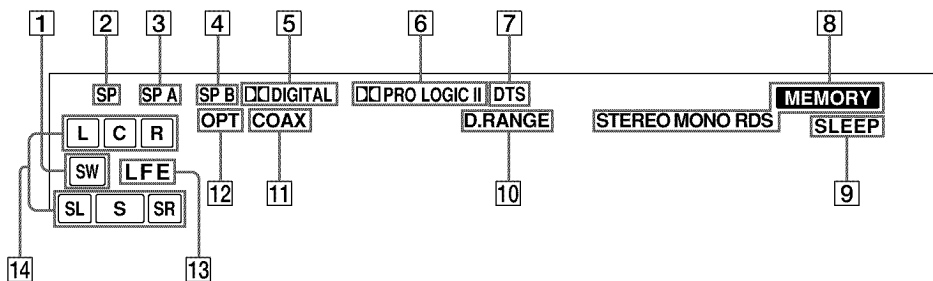 1 2 3 4 5 6 7 8
SP SP A SP B DIGITAL PRO LOGIC II DTS MEMORY
OPT COAX D.RANGE STEREO MONO RDS SLEEP
L C R
SW LFE
SL S SR
12 11 10 9
14 13